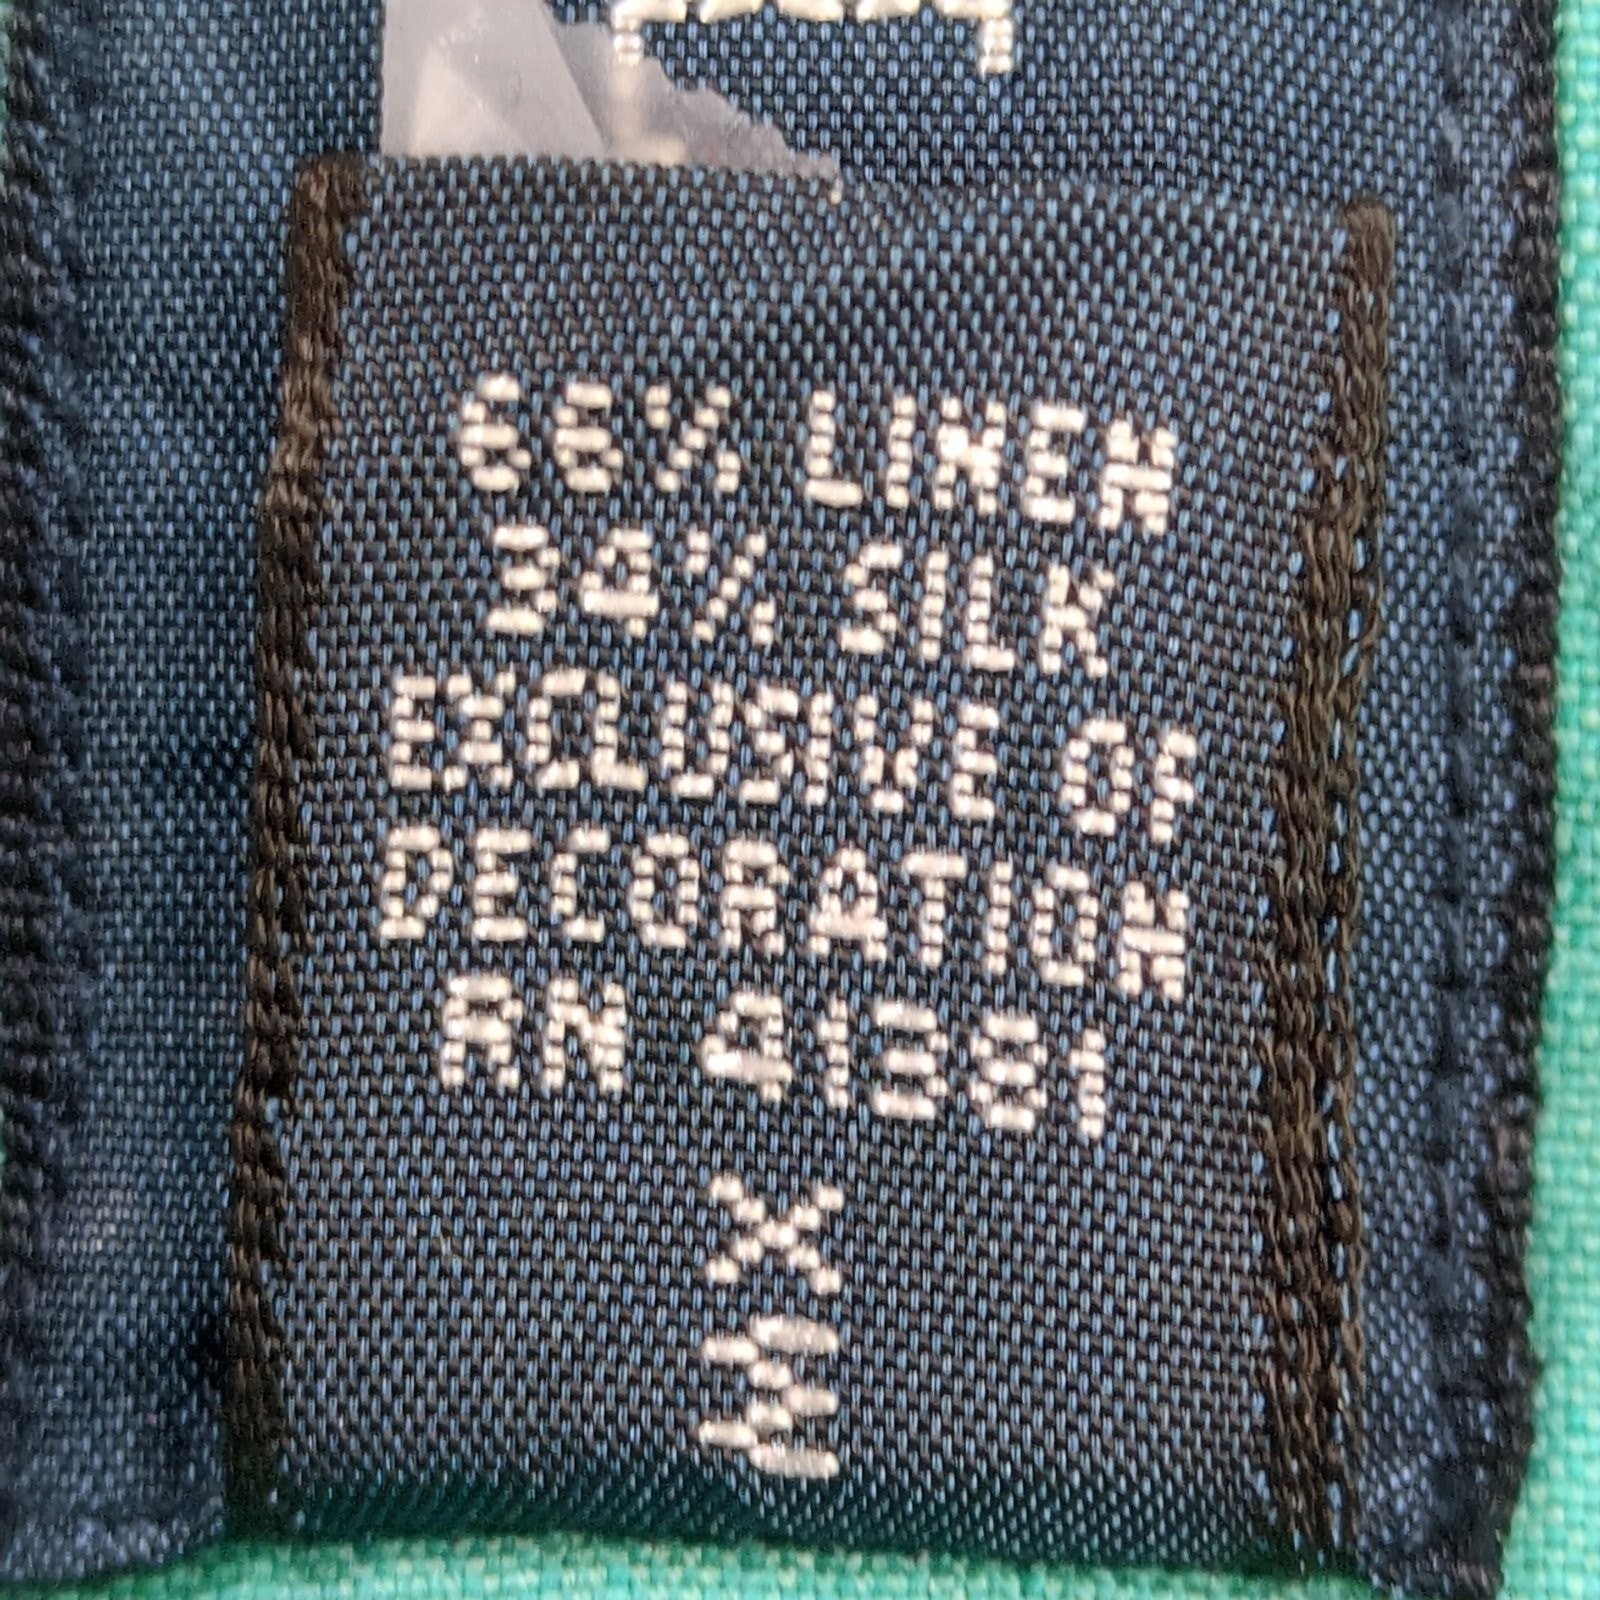 66% LINEN
34% SILK
EXCLUSIVE OF
DECORATION
RN 41381
X
M